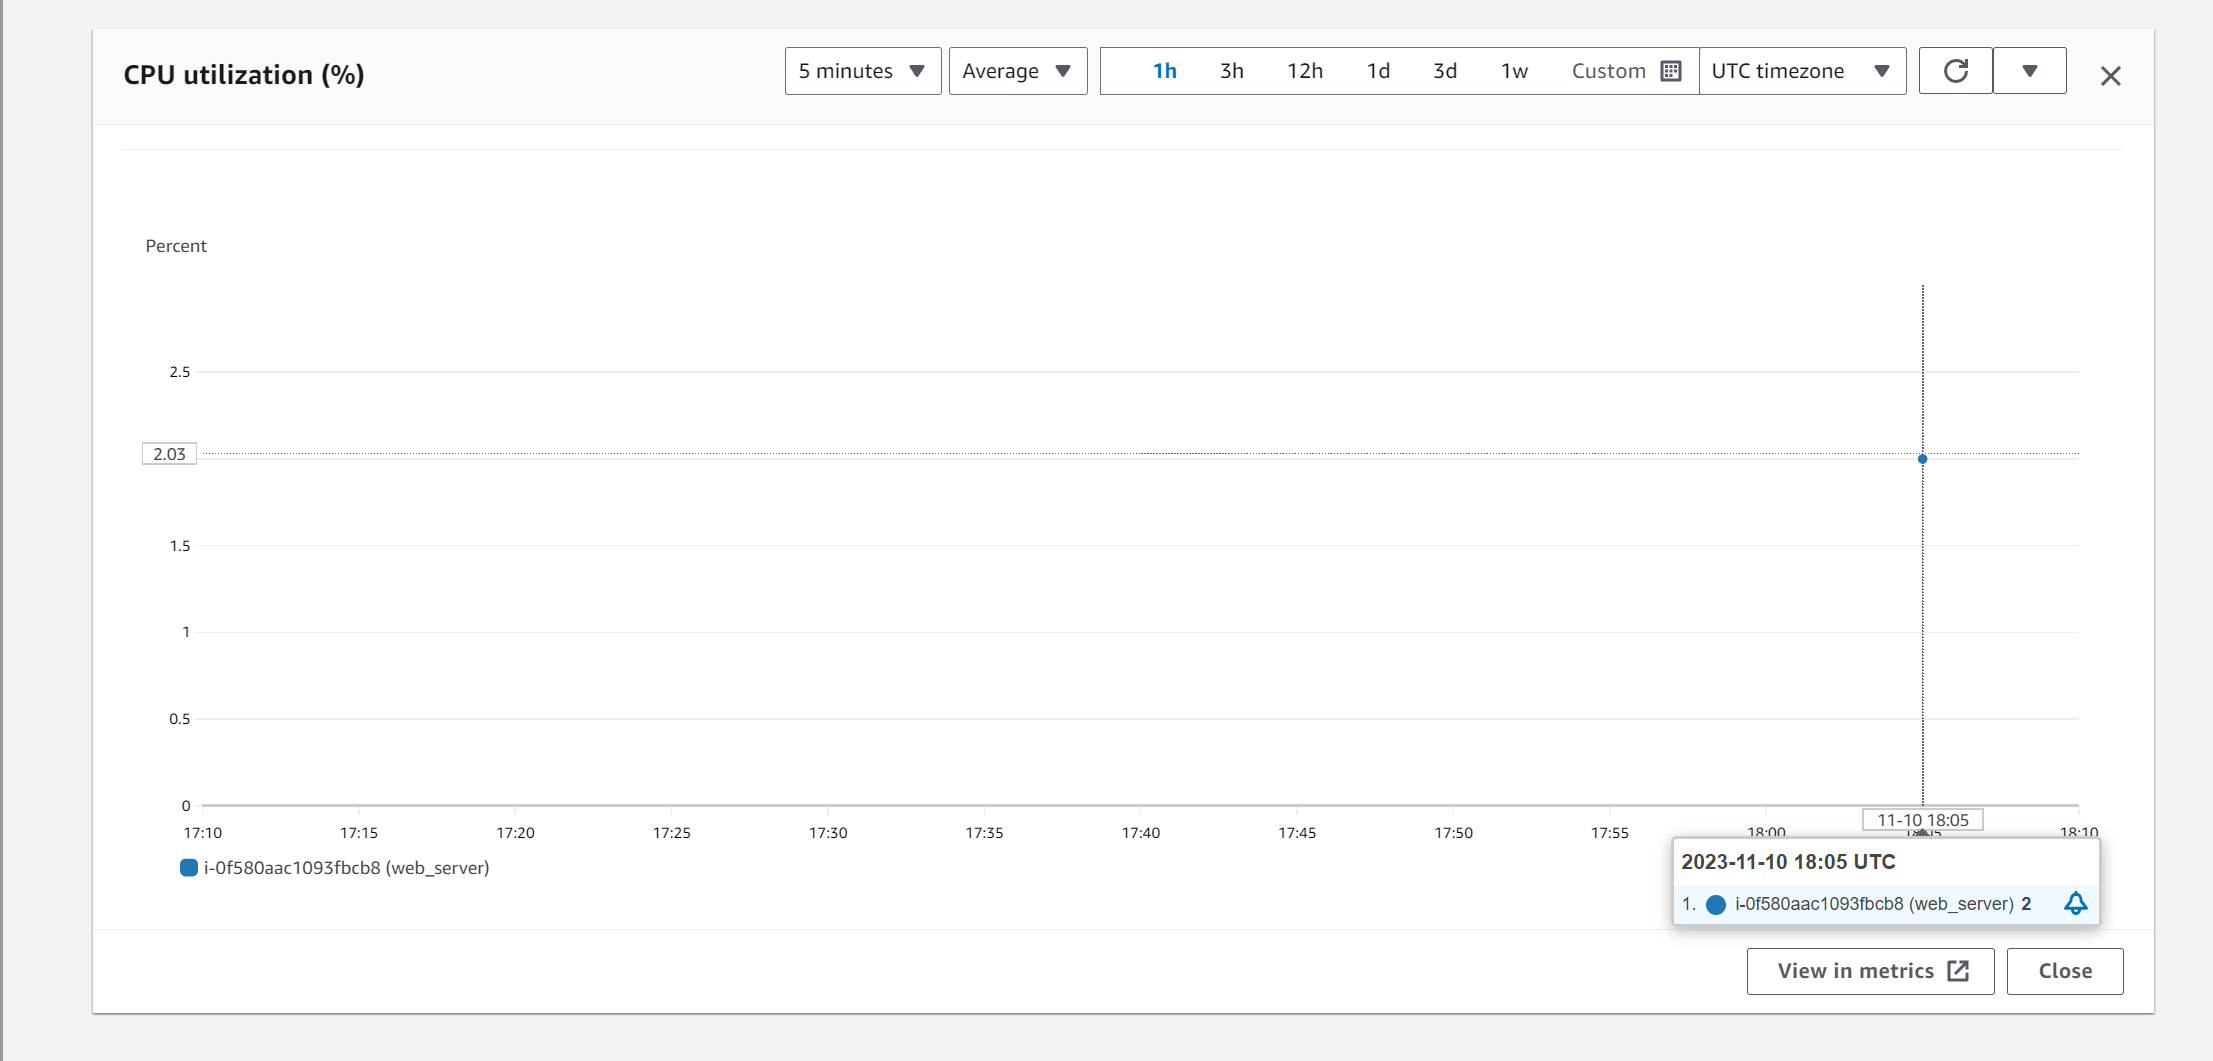 CPU utilization (%)
5 minutes
Average
1h 3h 12h 1d 3d 1w Custom
UTC timezone
Percent
2.5
2.03
1.5
1
0.5
0
17:10 17:15 17:20 17:25 17:30 17:35 17:40 17:45 17:50 17:55 18:00 18:05 18:10
11-10 18:05
i-0f580aac1093fbcb8 (web_server)
2023-11-10 18:05 UTC
1. i-0f580aac1093fbcb8 (web_server) 2
View in metrics
Close